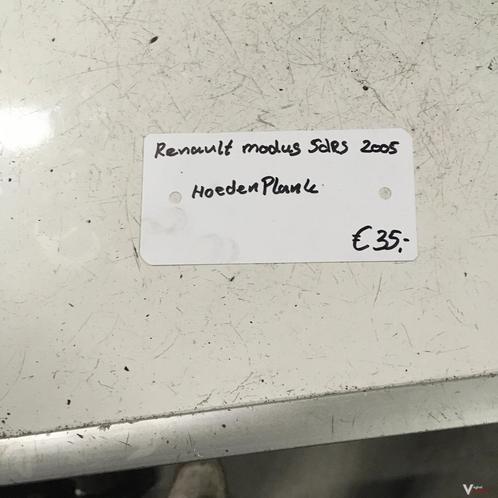 Renault modus 5drs 2005
HoedenPlank
€35,-